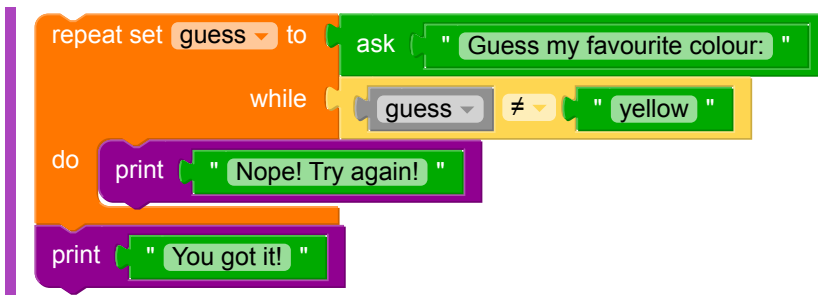 repeat set guess to ask " Guess my favourite colour: "
while guess ≠ " yellow "
do print " Nope! Try again! "
print " You got it! "